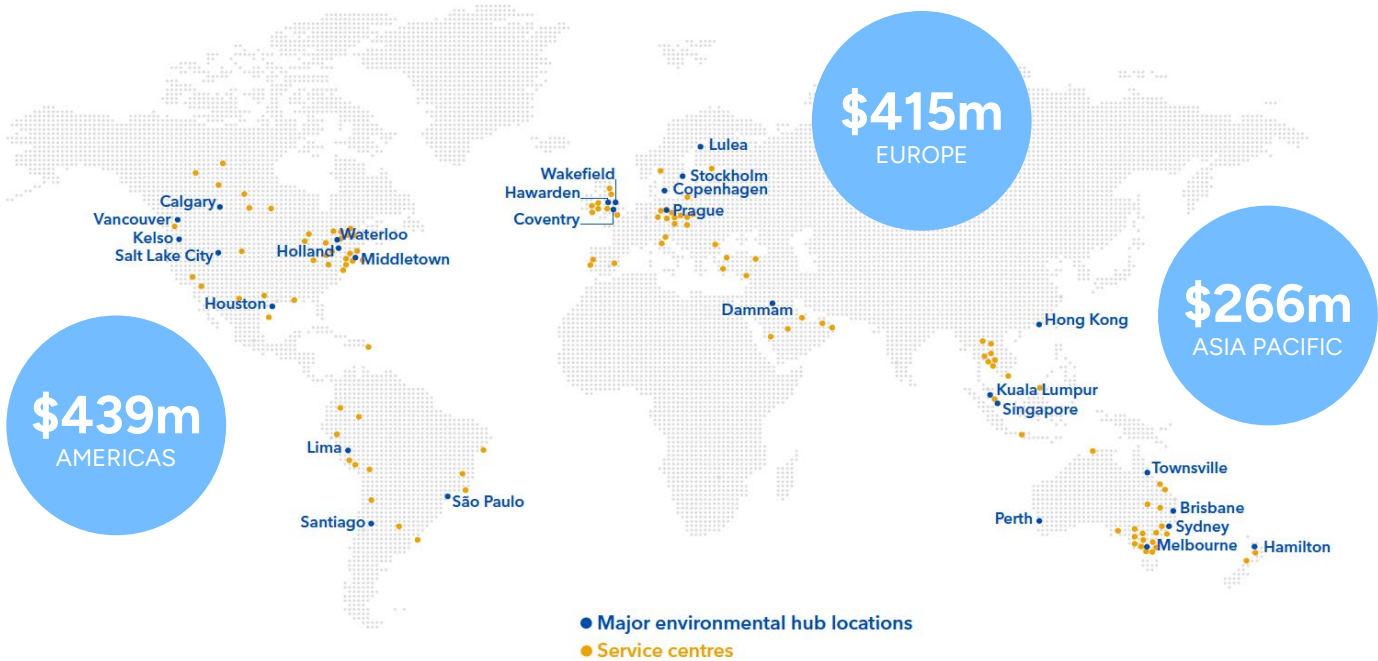 $415m
EUROPE
Lulea
Wakefield
Stockholm
Hawarden
Copenhagen
Calgary
Prague
Coventry
Vancouver
Kelso
Waterloo
Salt Lake City
Holland
Middletown
$266m
ASIA PACIFIC
Houston
Dammam
Hong Kong
$439m
AMERICAS
Kuala Lumpur
Singapore
Lima
Townsville
São Paulo
Brisbane
Santiago
Perth
Sydney
Melbourne
Hamilton
Major environmental hub locations
Service centres